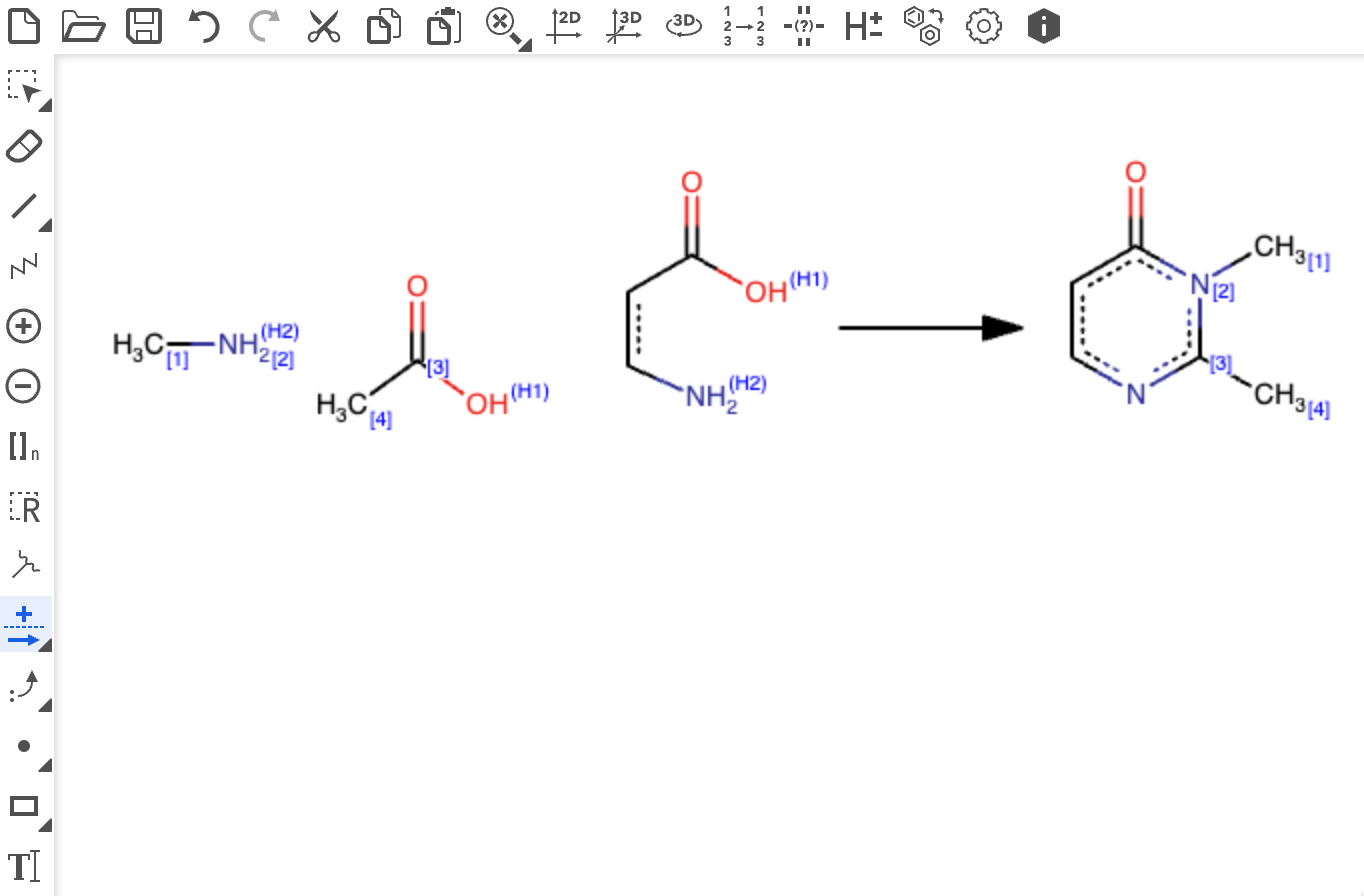 2D 3D 3D 1 2 3 1 2 3 (?) H±
[]n
R
T
H3C[1] NH2(H2)[2]
O [3] H3C[4] OH(H1)
O OH(H1) NH2(H2)
O N[2] CH3[1] [3] N CH3[4]